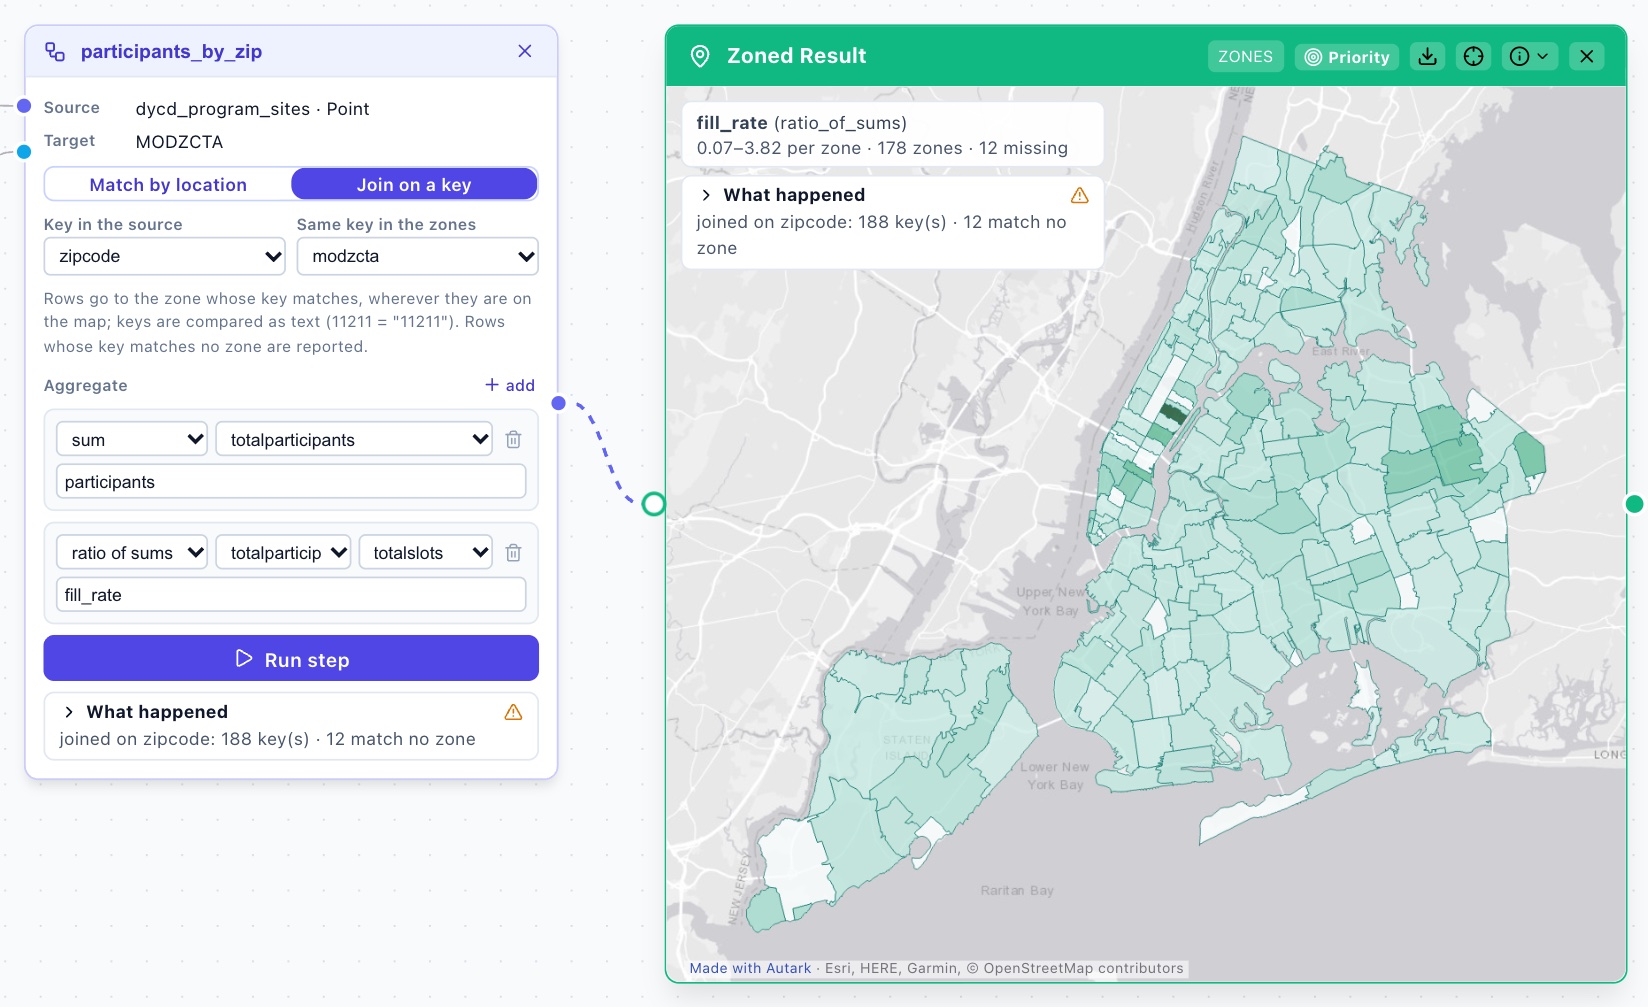 participants_by_zip
Source dycd_program_sites · Point
Target MODZCTA
Match by location Join on a key
Key in the source Same key in the zones
zipcode modzcta
Rows go to the zone whose key matches, wherever they are on
the map; keys are compared as text (11211 = "11211"). Rows
whose key matches no zone are reported.
Aggregate + add
sum totalparticipants
participants
ratio of sums totalparticip totalslots
fill_rate
Run step
What happened
joined on zipcode: 188 key(s) · 12 match no zone
Zoned Result ZONES Priority
fill_rate (ratio_of_sums)
0.07–3.82 per zone · 178 zones · 12 missing
What happened
joined on zipcode: 188 key(s) · 12 match no
zone
Hudson River
East River
Upper New
York Bay
STATEN
ISLAND
Lower New
York Bay
LONG
NEW JERSEY
Raritan Bay
Made with Autark · Esri, HERE, Garmin, © OpenStreetMap contributors